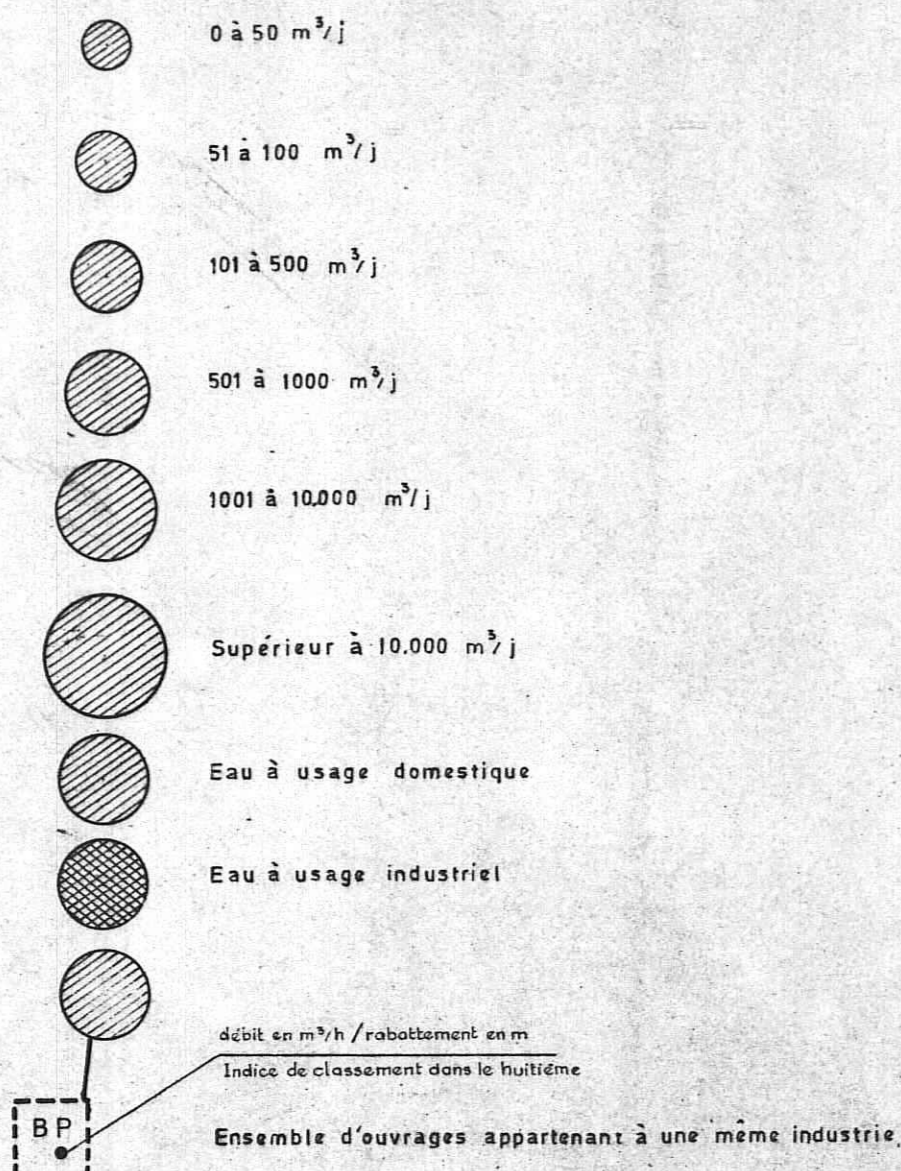 0 à 50 m³/j
51 à 100 m³/j
101 à 500 m³/j
501 à 1000 m³/j
1001 à 10.000 m³/j
Supérieur à 10.000 m³/j
Eau à usage domestique
Eau à usage industriel
débit en m³/h / rabattement en m
Indice de classement dans le huitième
B P
Ensemble d'ouvrages appartenant à une même industrie.